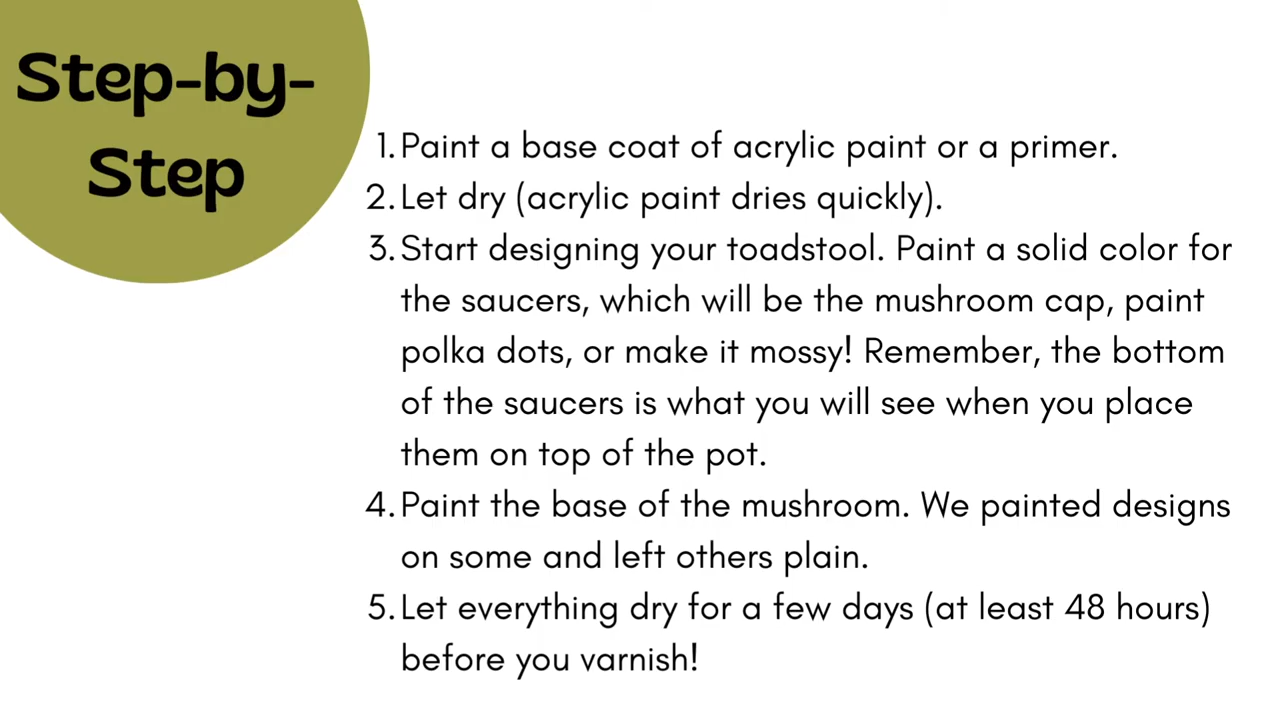 Step-by-
Step
1. Paint a base coat of acrylic paint or a primer.
2. Let dry (acrylic paint dries quickly).
3. Start designing your toadstool. Paint a solid color for
the saucers, which will be the mushroom cap, paint
polka dots, or make it mossy! Remember, the bottom
of the saucers is what you will see when you place
them on top of the pot.
4. Paint the base of the mushroom. We painted designs
on some and left others plain.
5. Let everything dry for a few days (at least 48 hours)
before you varnish!